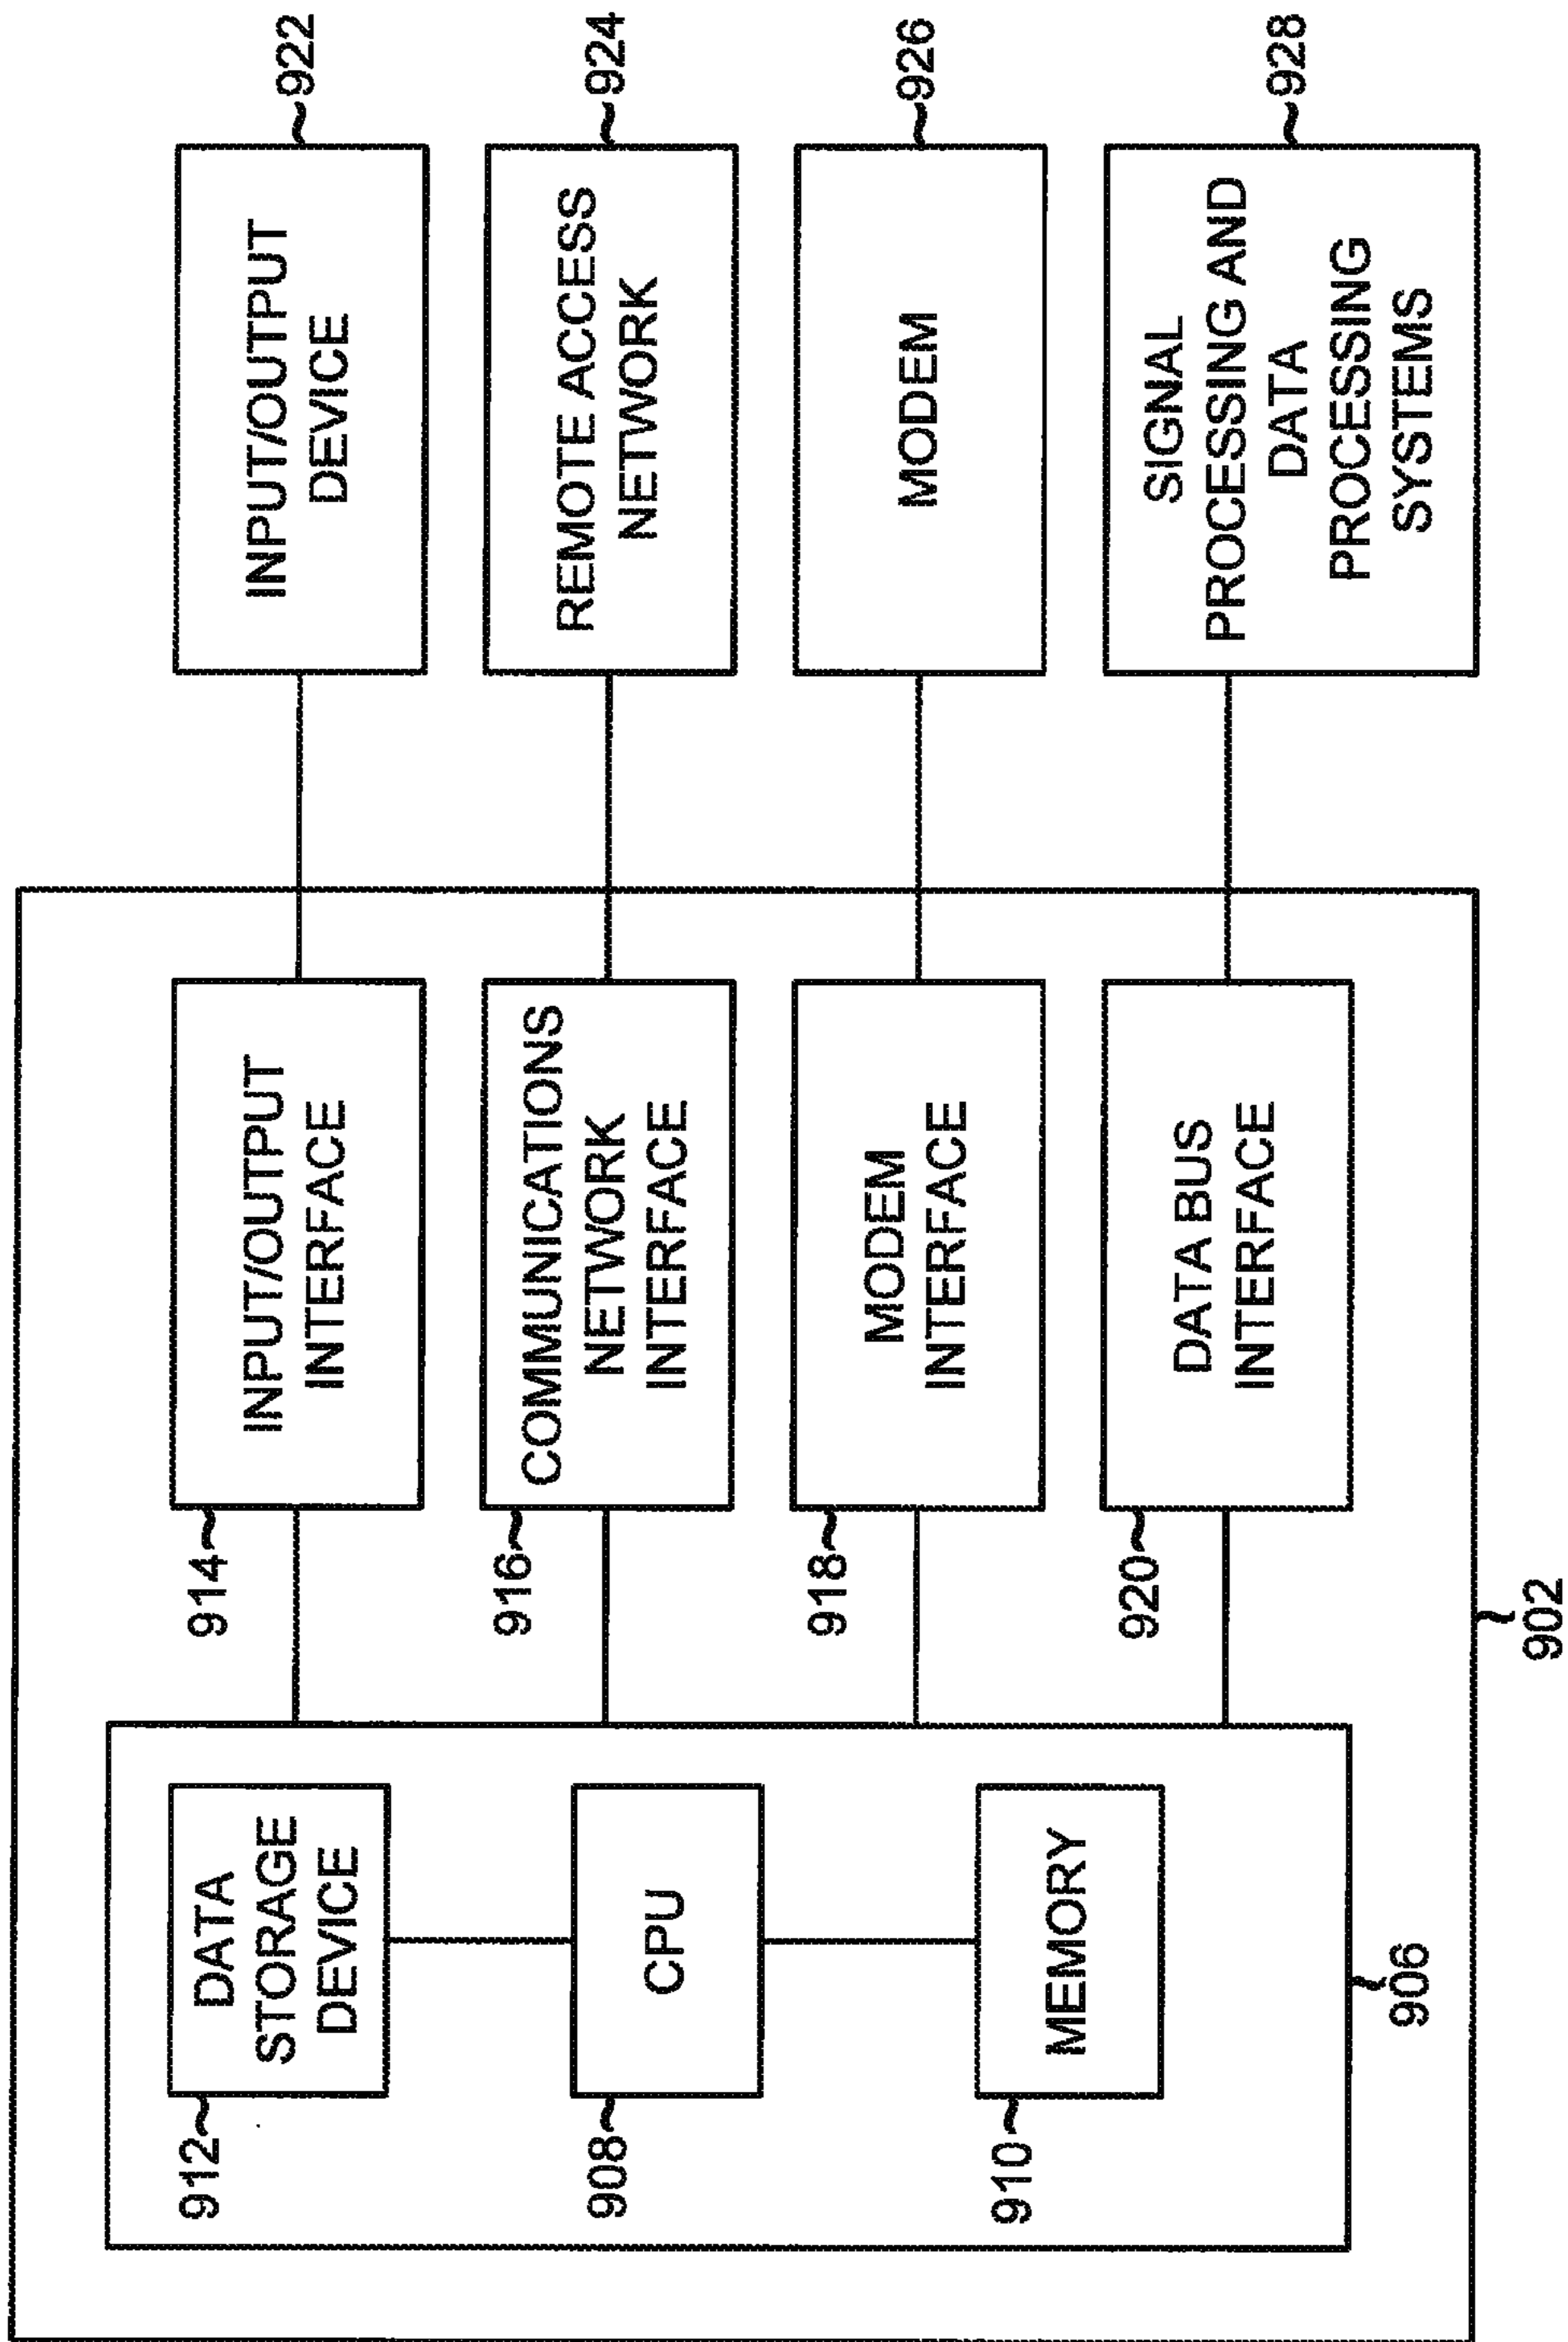 912
DATA
STORAGE
DEVICE
908
CPU
910
MEMORY
906
914
INPUT/OUTPUT
INTERFACE
916
COMMUNICATIONS
NETWORK
INTERFACE
918
MODEM
INTERFACE
920
DATA BUS
INTERFACE
902
INPUT/OUTPUT
DEVICE
922
REMOTE ACCESS
NETWORK
924
MODEM
926
SIGNAL
PROCESSING AND
DATA
PROCESSING
SYSTEMS
928